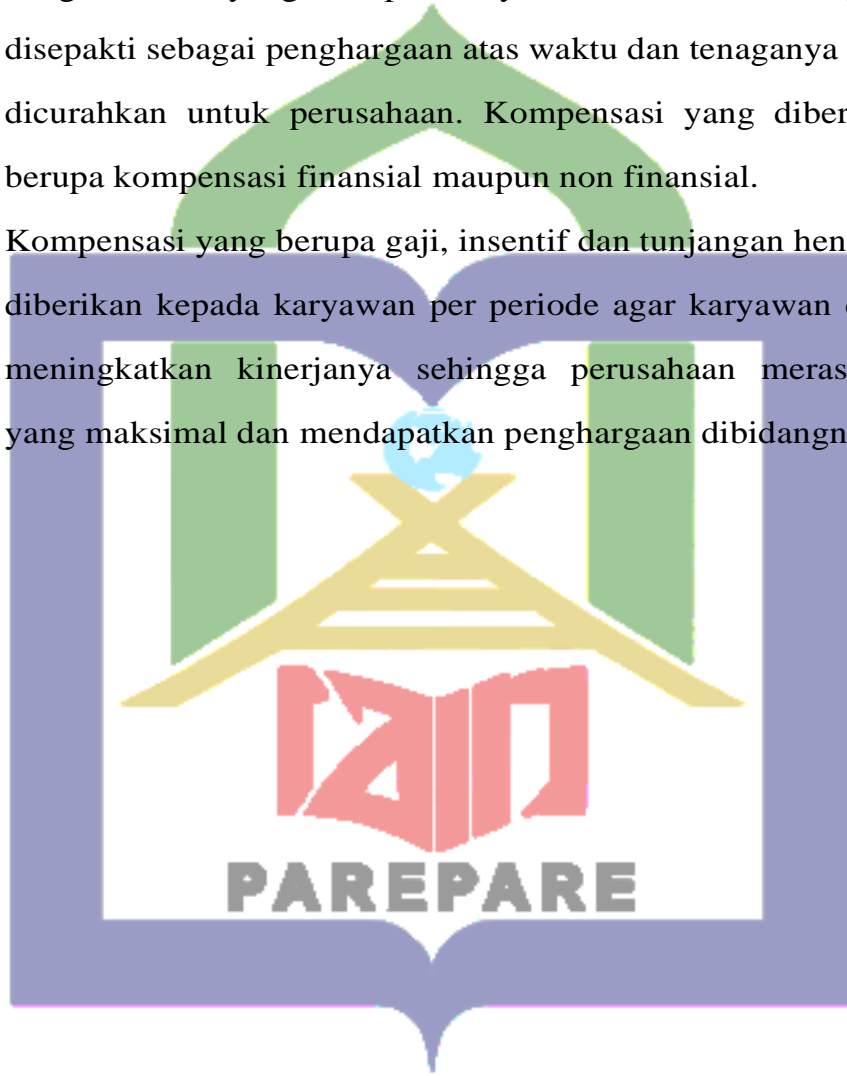 disepakti sebagai penghargaan atas waktu dan tenaganya
dicurahkan untuk perusahaan. Kompensasi yang diber
berupa kompensasi finansial maupun non finansial.
Kompensasi yang berupa gaji, insentif dan tunjangan hen
diberikan kepada karyawan per periode agar karyawan
meningkatkan kinerjanya sehingga perusahaan meras
yang maksimal dan mendapatkan penghargaan dibidangn
iain
PAREPARE